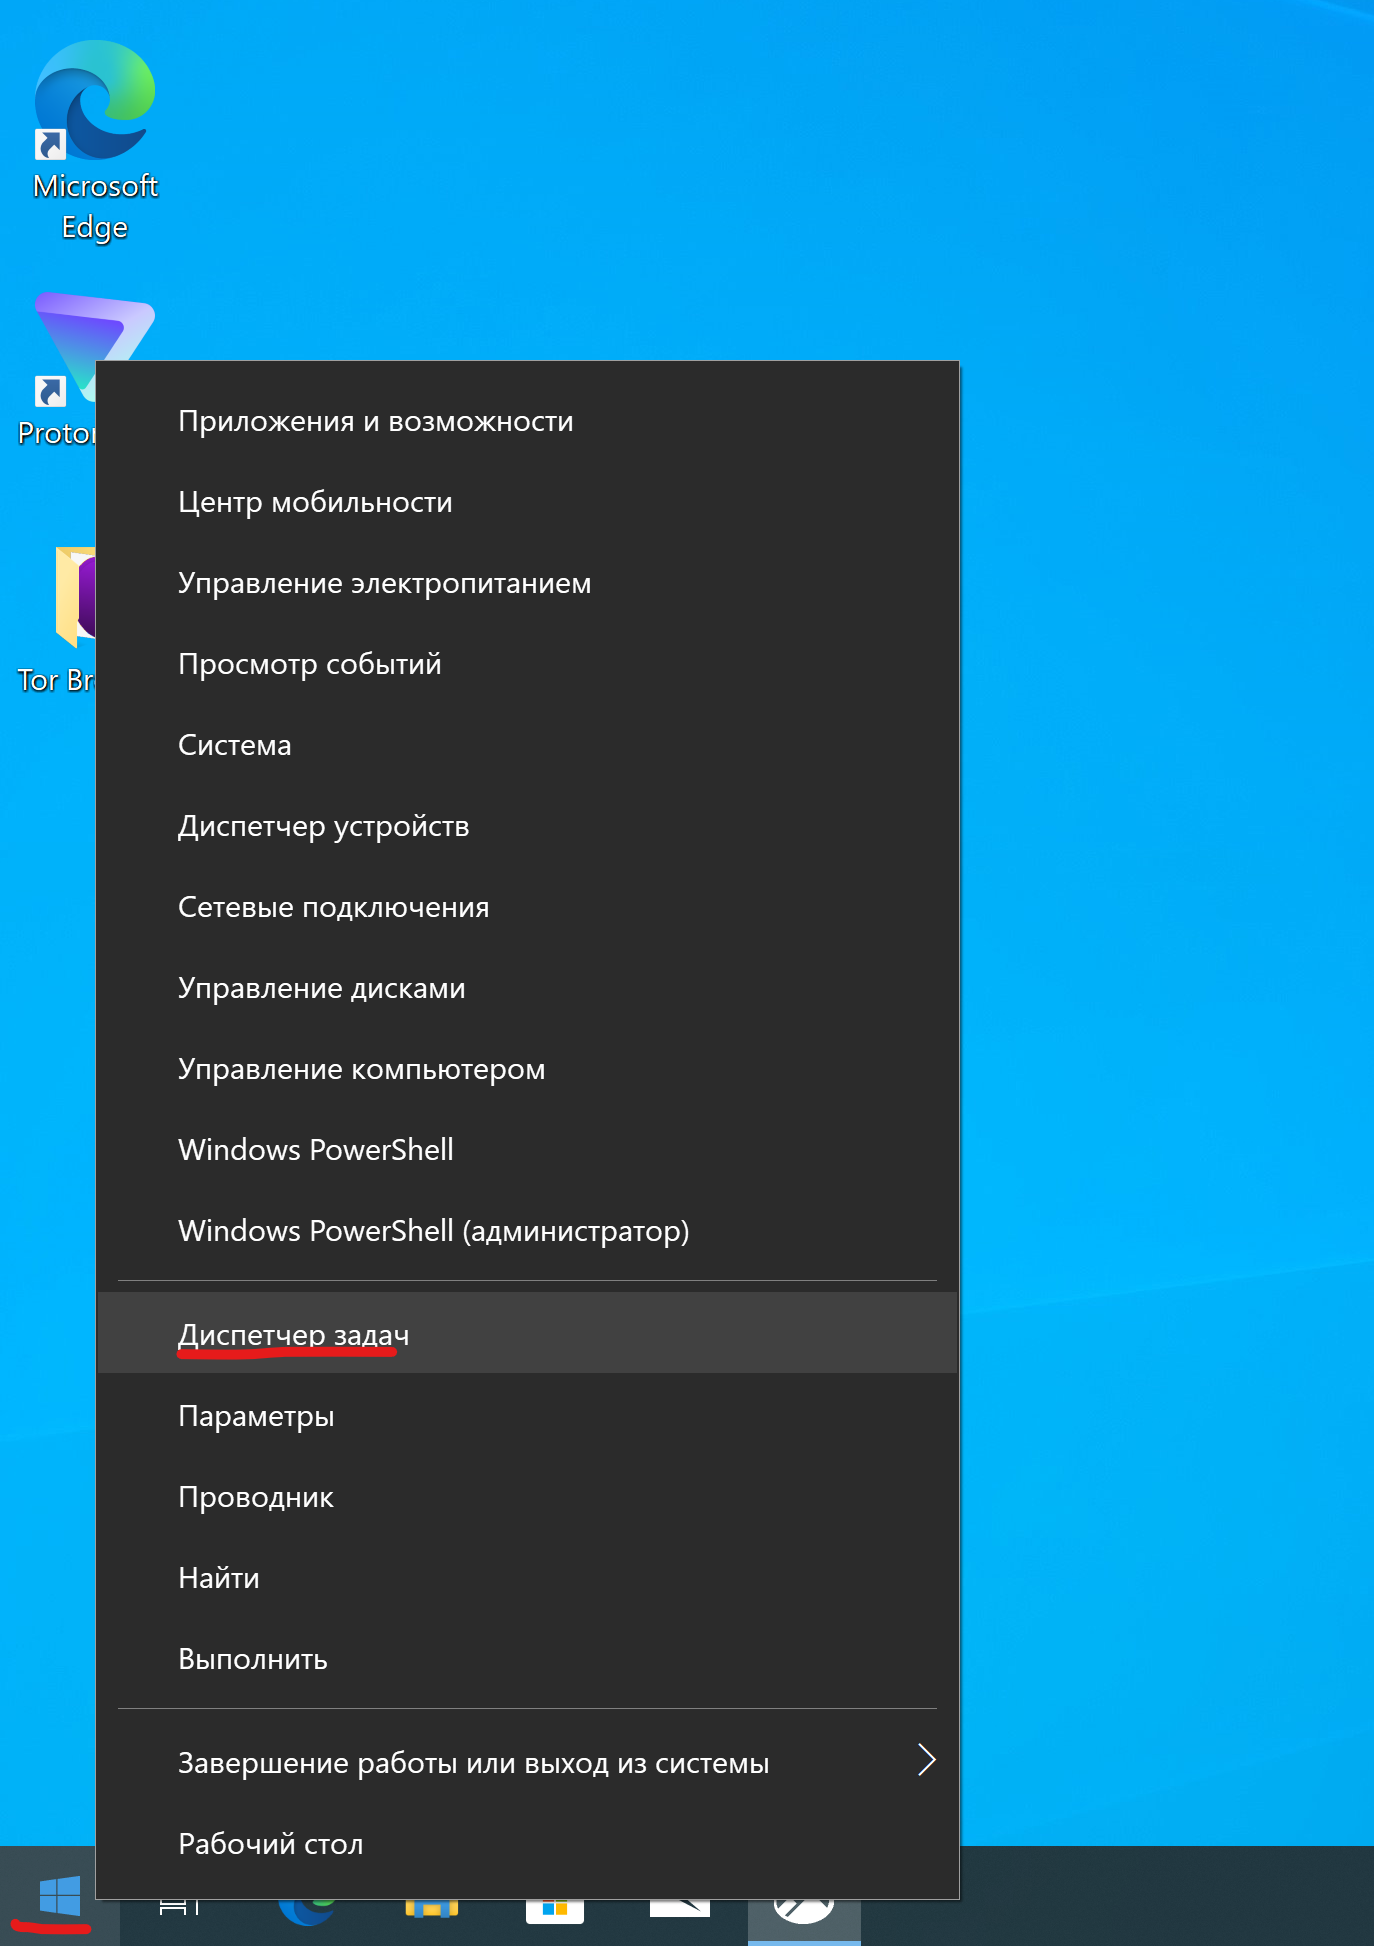 Microsoft
Edge
Proton
Tor Br
Приложения и возможности
Центр мобильности
Управление электропитанием
Просмотр событий
Система
Диспетчер устройств
Сетевые подключения
Управление дисками
Управление компьютером
Windows PowerShell
Windows PowerShell (администратор)
Диспетчер задач
Параметры
Проводник
Найти
Выполнить
Завершение работы или выход из системы
Рабочий стол